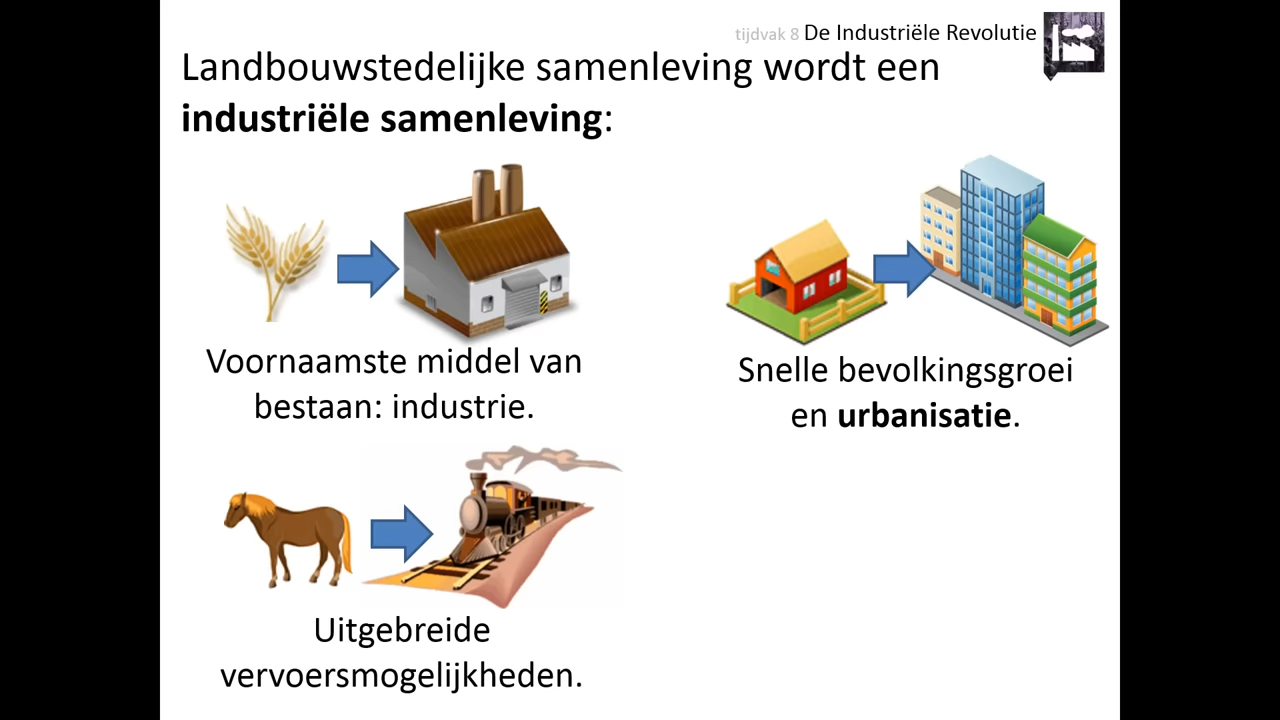 tijdvak 8 De Industriële Revolutie
Landbouwstedelijke samenleving wordt een
industriële samenleving:
Voornaamste middel van
bestaan: industrie.
Snelle bevolkingsgroei
en urbanisatie.
Uitgebreide
vervoersmogelijkheden.